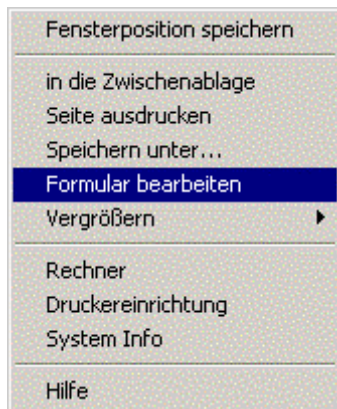 Fensterposition speichern
in die Zwischenablage
Seite ausdrucken
Speichern unter...
Formular bearbeiten
Vergrößern
Rechner
Druckereinrichtung
System Info
Hilfe